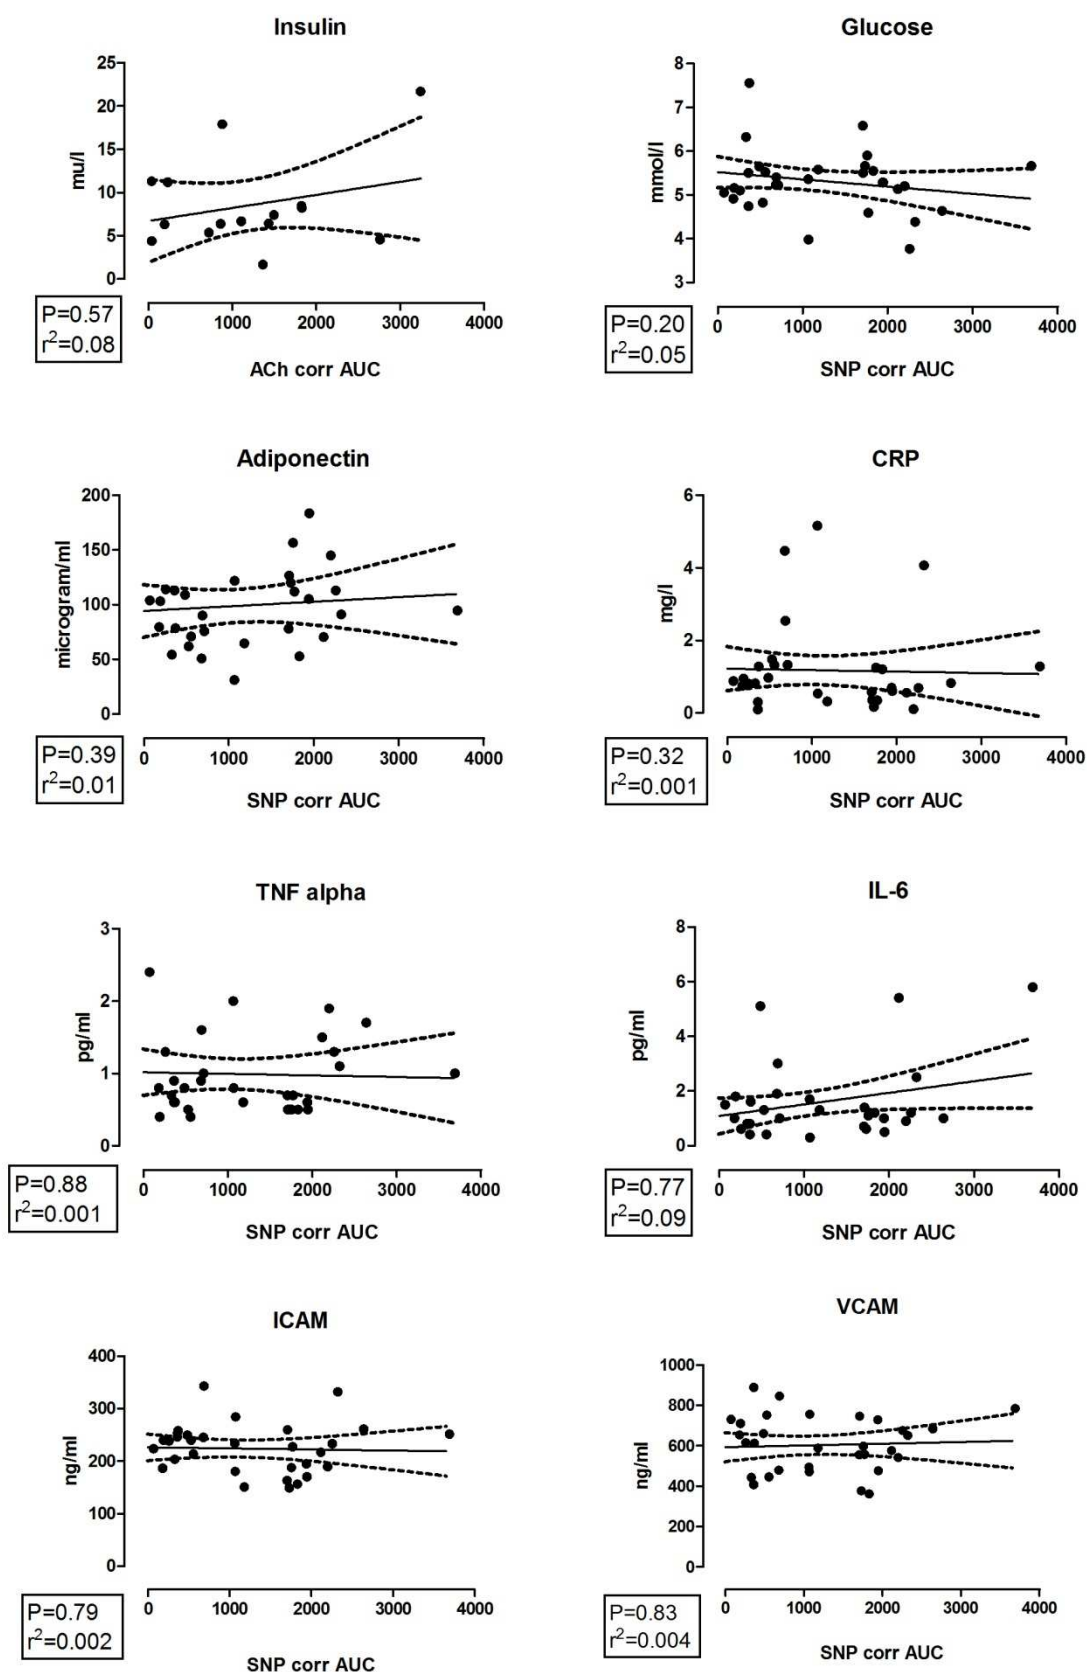 Insulin
25
20
15
10
5
0
mu/l
0 1000 2000 3000 4000
ACh corr AUC
P=0.57
r²=0.08
Glucose
8
7
6
5
4
3
mmol/l
0 1000 2000 3000 4000
SNP corr AUC
P=0.20
r²=0.05
Adiponectin
200
150
100
50
0
microgram/ml
0 1000 2000 3000 4000
SNP corr AUC
P=0.39
r²=0.01
CRP
6
4
2
0
mg/l
0 1000 2000 3000 4000
SNP corr AUC
P=0.32
r²=0.001
TNF alpha
3
2
1
0
pg/ml
0 1000 2000 3000 4000
SNP corr AUC
P=0.88
r²=0.001
IL-6
8
6
4
2
0
pg/ml
0 1000 2000 3000 4000
SNP corr AUC
P=0.77
r²=0.09
ICAM
400
300
200
100
0
ng/ml
0 1000 2000 3000 4000
SNP corr AUC
P=0.79
r²=0.002
VCAM
1000
800
600
400
200
0
ng/ml
0 1000 2000 3000 4000
SNP corr AUC
P=0.83
r²=0.004